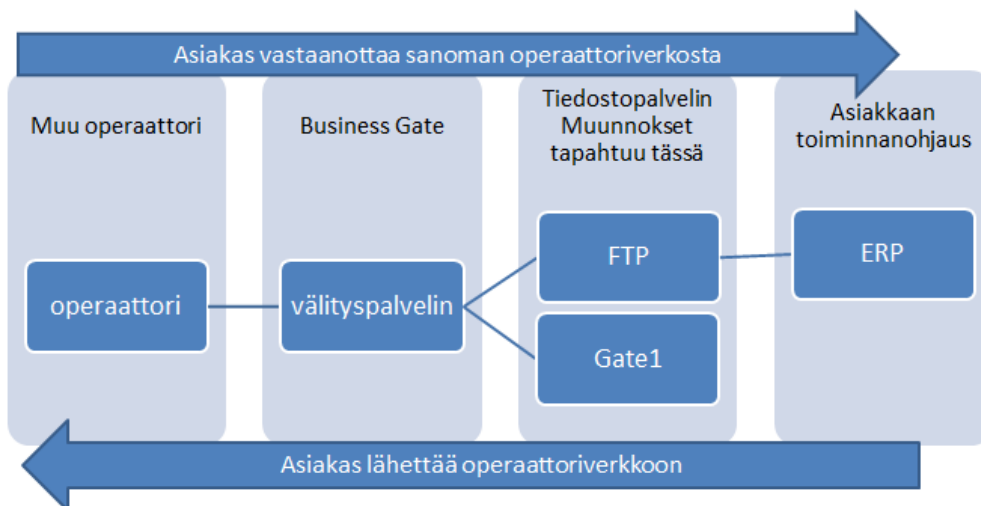 Asiakas vastaanottaa sanoman operaattoriverkosta
Muu operaattori
Business Gate
Tiedostopalvelin
Muunnokset
tapahtuu tässä
Asiakkaan
toiminnanohjaus
operaattori
välityspalvelin
FTP
Gate1
ERP
Asiakas lähettää operaattoriverkkoon